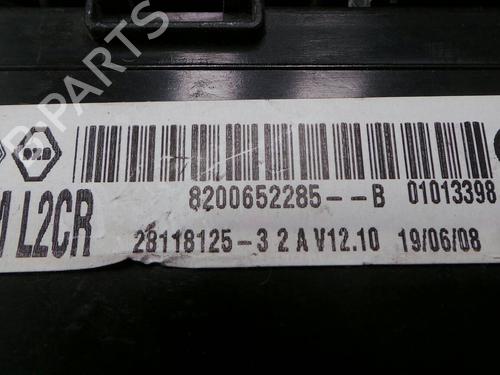 8200652285--B 01013398
L2CR
28118125-3 2 A V12.10 19/06/08
B-PARTS